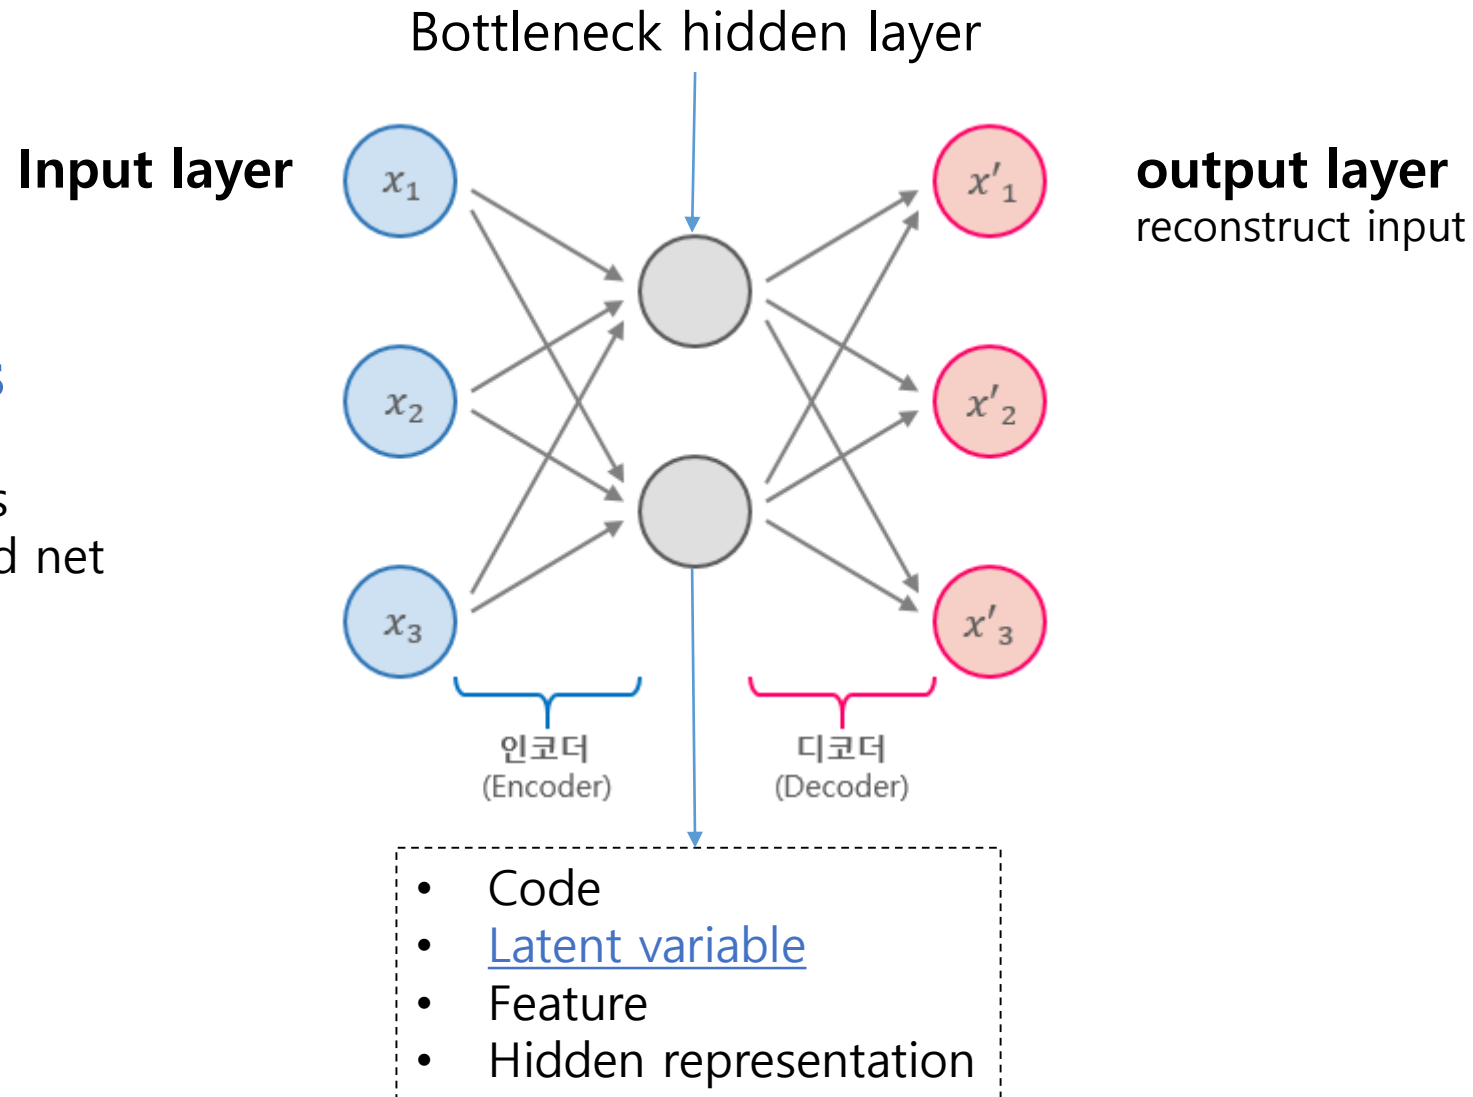 Bottleneck hidden layer
Input layer
output layer
reconstruct input
x₁
x'₁
x₂
x'₂
s
d net
x₃
x'₃
인코더
(Encoder)
디코더
(Decoder)
• Code
• Latent variable
• Feature
• Hidden representation